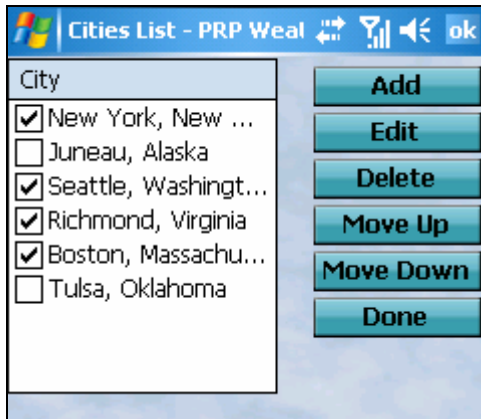 Cities List - PRP Weal ok
City
New York, New ...
Juneau, Alaska
Seattle, Washingt...
Richmond, Virginia
Boston, Massachu...
Tulsa, Oklahoma
Add
Edit
Delete
Move Up
Move Down
Done